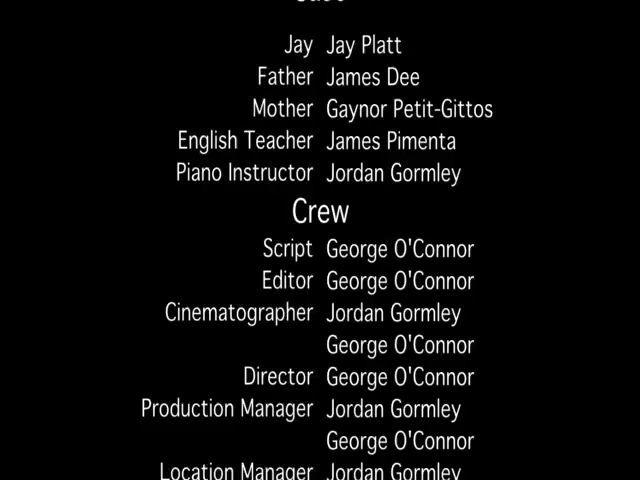 Jay Jay Platt
Father James Dee
Mother Gaynor Petit-Gittos
English Teacher James Pimenta
Piano Instructor Jordan Gormley
Crew
Script George O'Connor
Editor George O'Connor
Cinematographer Jordan Gormley
George O'Connor
Director George O'Connor
Production Manager Jordan Gormley
George O'Connor
Location Manager Jordan Gormley